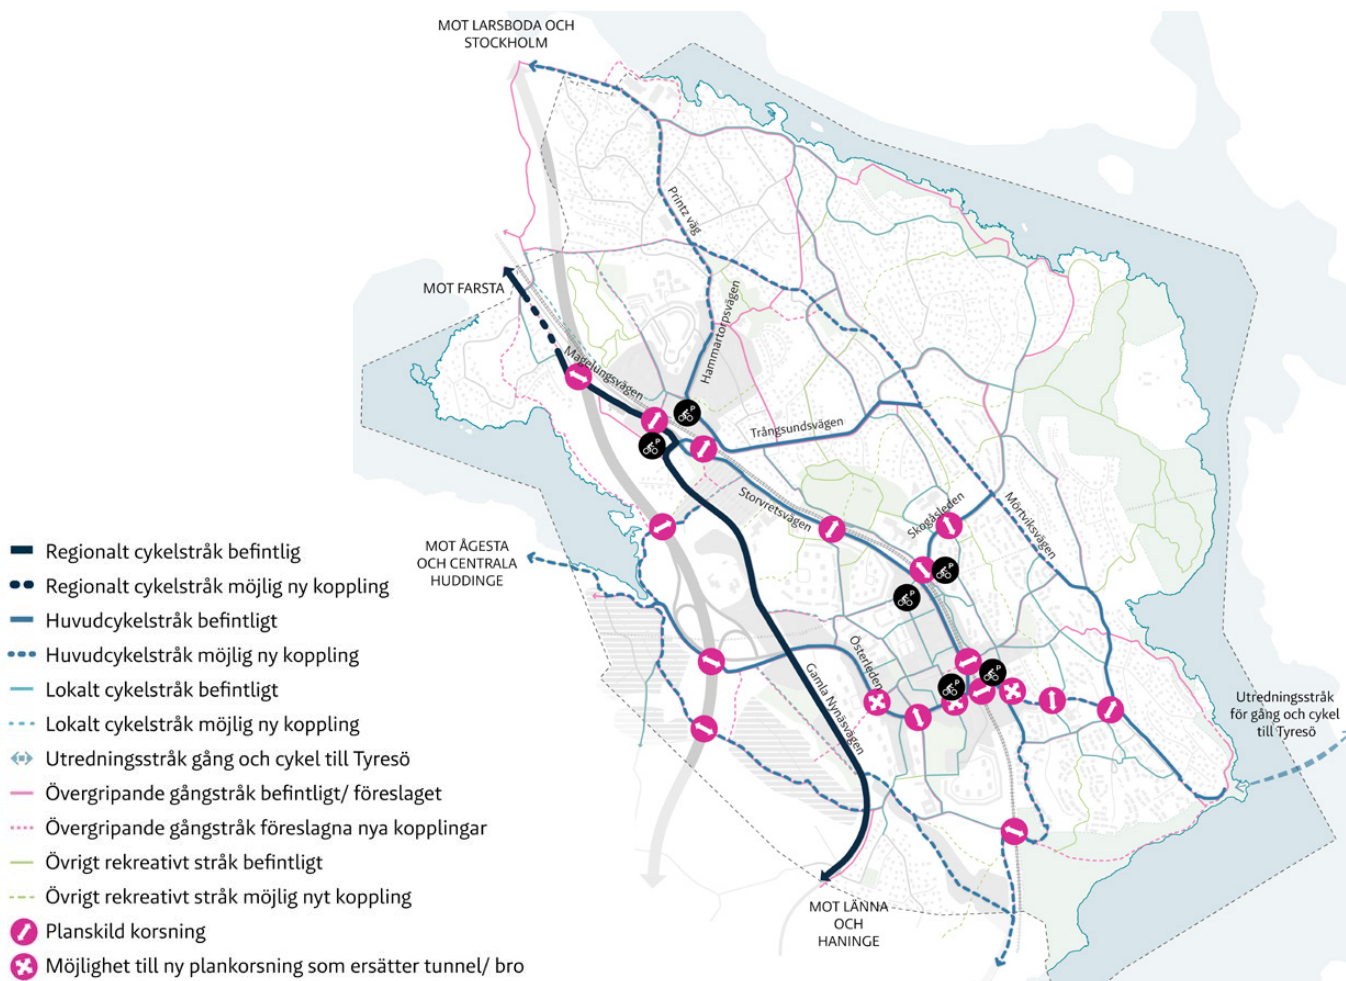 MOT LARSBODA OCH
STOCKHOLM
Printz väg
MOT FARSTA
Hammartorpsvägen
Magelungsvägen
Trångsundsvägen
Storvretsvägen
Skogåsleden
Mörtviksvägen
MOT ÅGESTA
OCH CENTRALA
HUDDINGE
Österleden
Gamla Nynäsvägen
Utredningsstråk
för gång och cykel
till Tyresö
MOT LÄNNA
OCH
HANINGE
P
P
P
P
P
P
Regionalt cykelstråk befintlig
Regionalt cykelstråk möjlig ny koppling
Huvudcykelstråk befintligt
Huvudcykelstråk möjlig ny koppling
Lokalt cykelstråk befintligt
Lokalt cykelstråk möjlig ny koppling
Utredningsstråk gång och cykel till Tyresö
Övergripande gångstråk befintligt/ föreslaget
Övergripande gångstråk föreslagna nya kopplingar
Övrigt rekreativt stråk befintligt
Övrigt rekreativt stråk möjlig nyt koppling
Planskild korsning
Möjlighet till ny plankorsning som ersätter tunnel/ bro